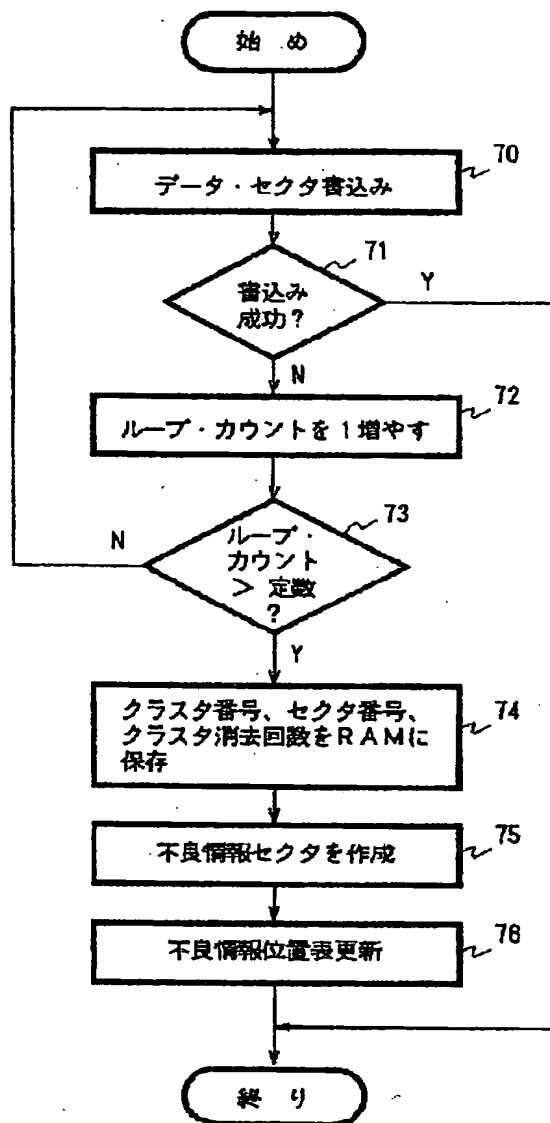 始め
70
データ・セクタ書込み
71
書込み
成功?
Y
N
72
ループ・カウントを1増やす
73
ループ・
カウント
> 定数
?
N
Y
クラスタ番号、セクタ番号、
クラスタ消去回数をRAMに
保存
74
不良情報セクタを作成
75
不良情報位置表更新
76
終り